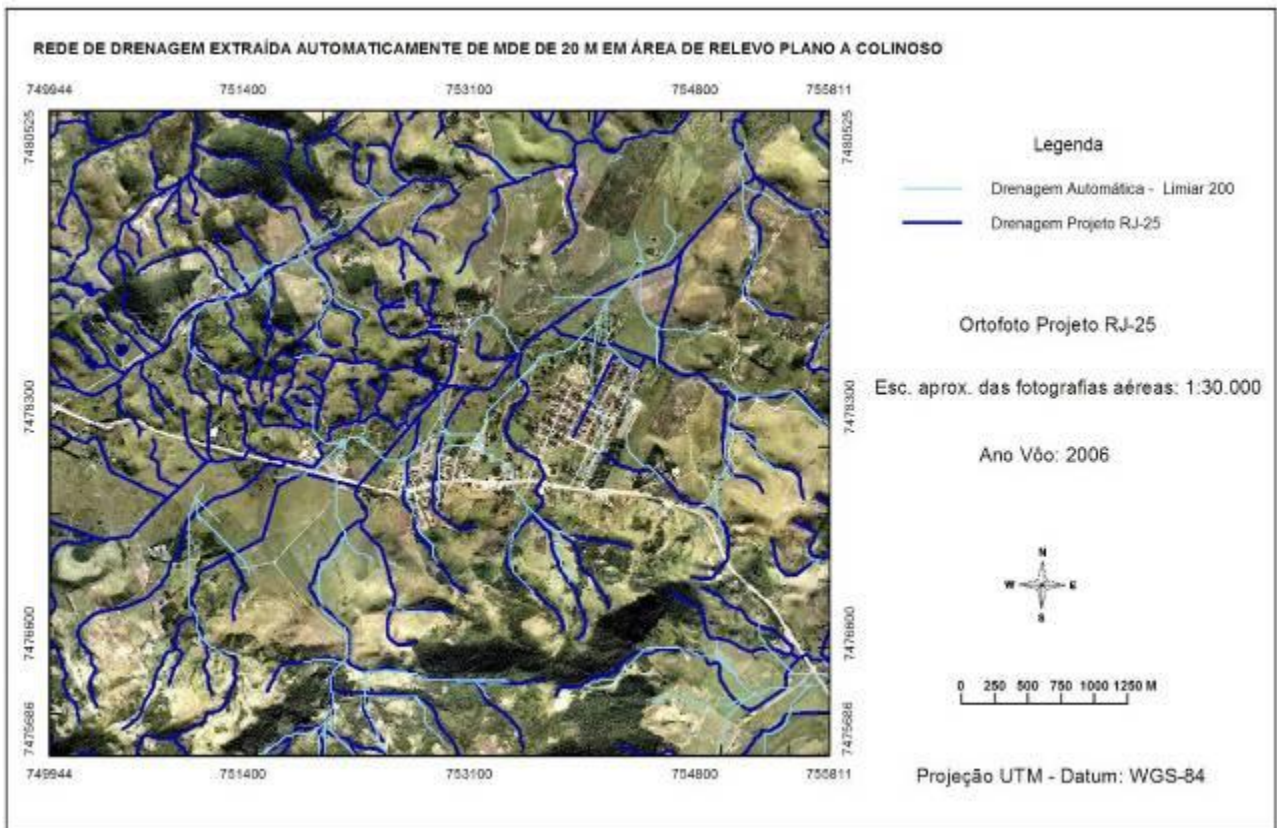 REDE DE DRENAGEM EXTRAÍDA AUTOMATICAMENTE DE MDE DE 20 M EM ÁREA DE RELEVO PLANO A COLINOSO
749944 751400 753100 754800 755811
7480525 7480525
7478300 7478300
7476600 7476600
7475686 7475686
749944 751400 753100 754800 755811
Legenda
Drenagem Automática - Limiar 200
Drenagem Projeto RJ-25
Ortofoto Projeto RJ-25
Esc. aprox. das fotografias aéreas: 1:30.000
Ano Vôo: 2006
N
W E
S
0 250 500 750 1000 1250 M
Projeção UTM - Datum: WGS-84